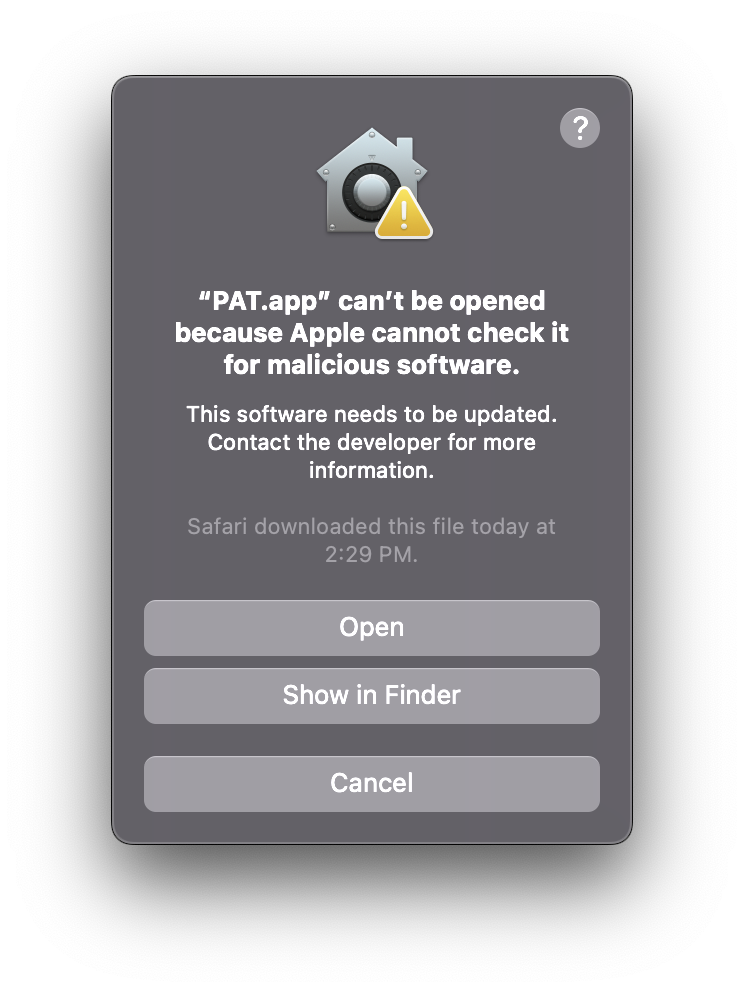 ?
“PAT.app” can’t be opened
because Apple cannot check it
for malicious software.
This software needs to be updated.
Contact the developer for more
information.
Safari downloaded this file today at
2:29 PM.
Open
Show in Finder
Cancel